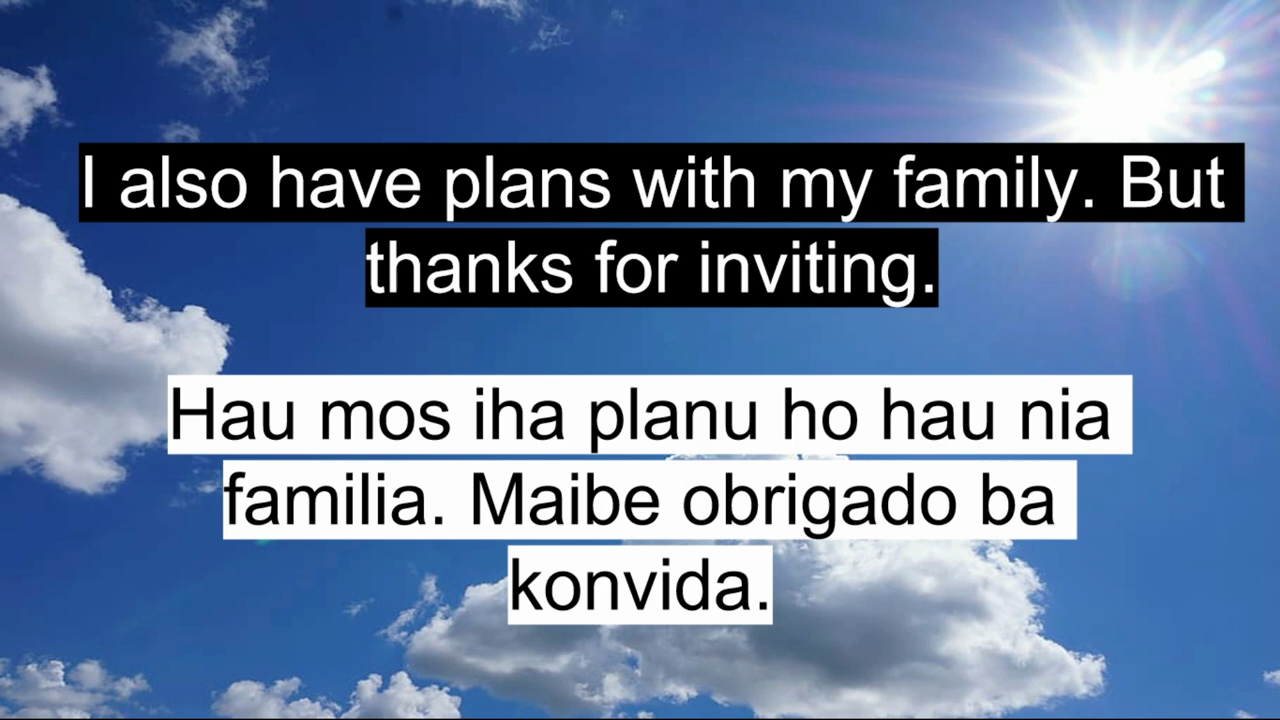 I also have plans with my family. But
thanks for inviting.
Hau mos iha planu ho hau nia
familia. Maibe obrigado ba
konvida.